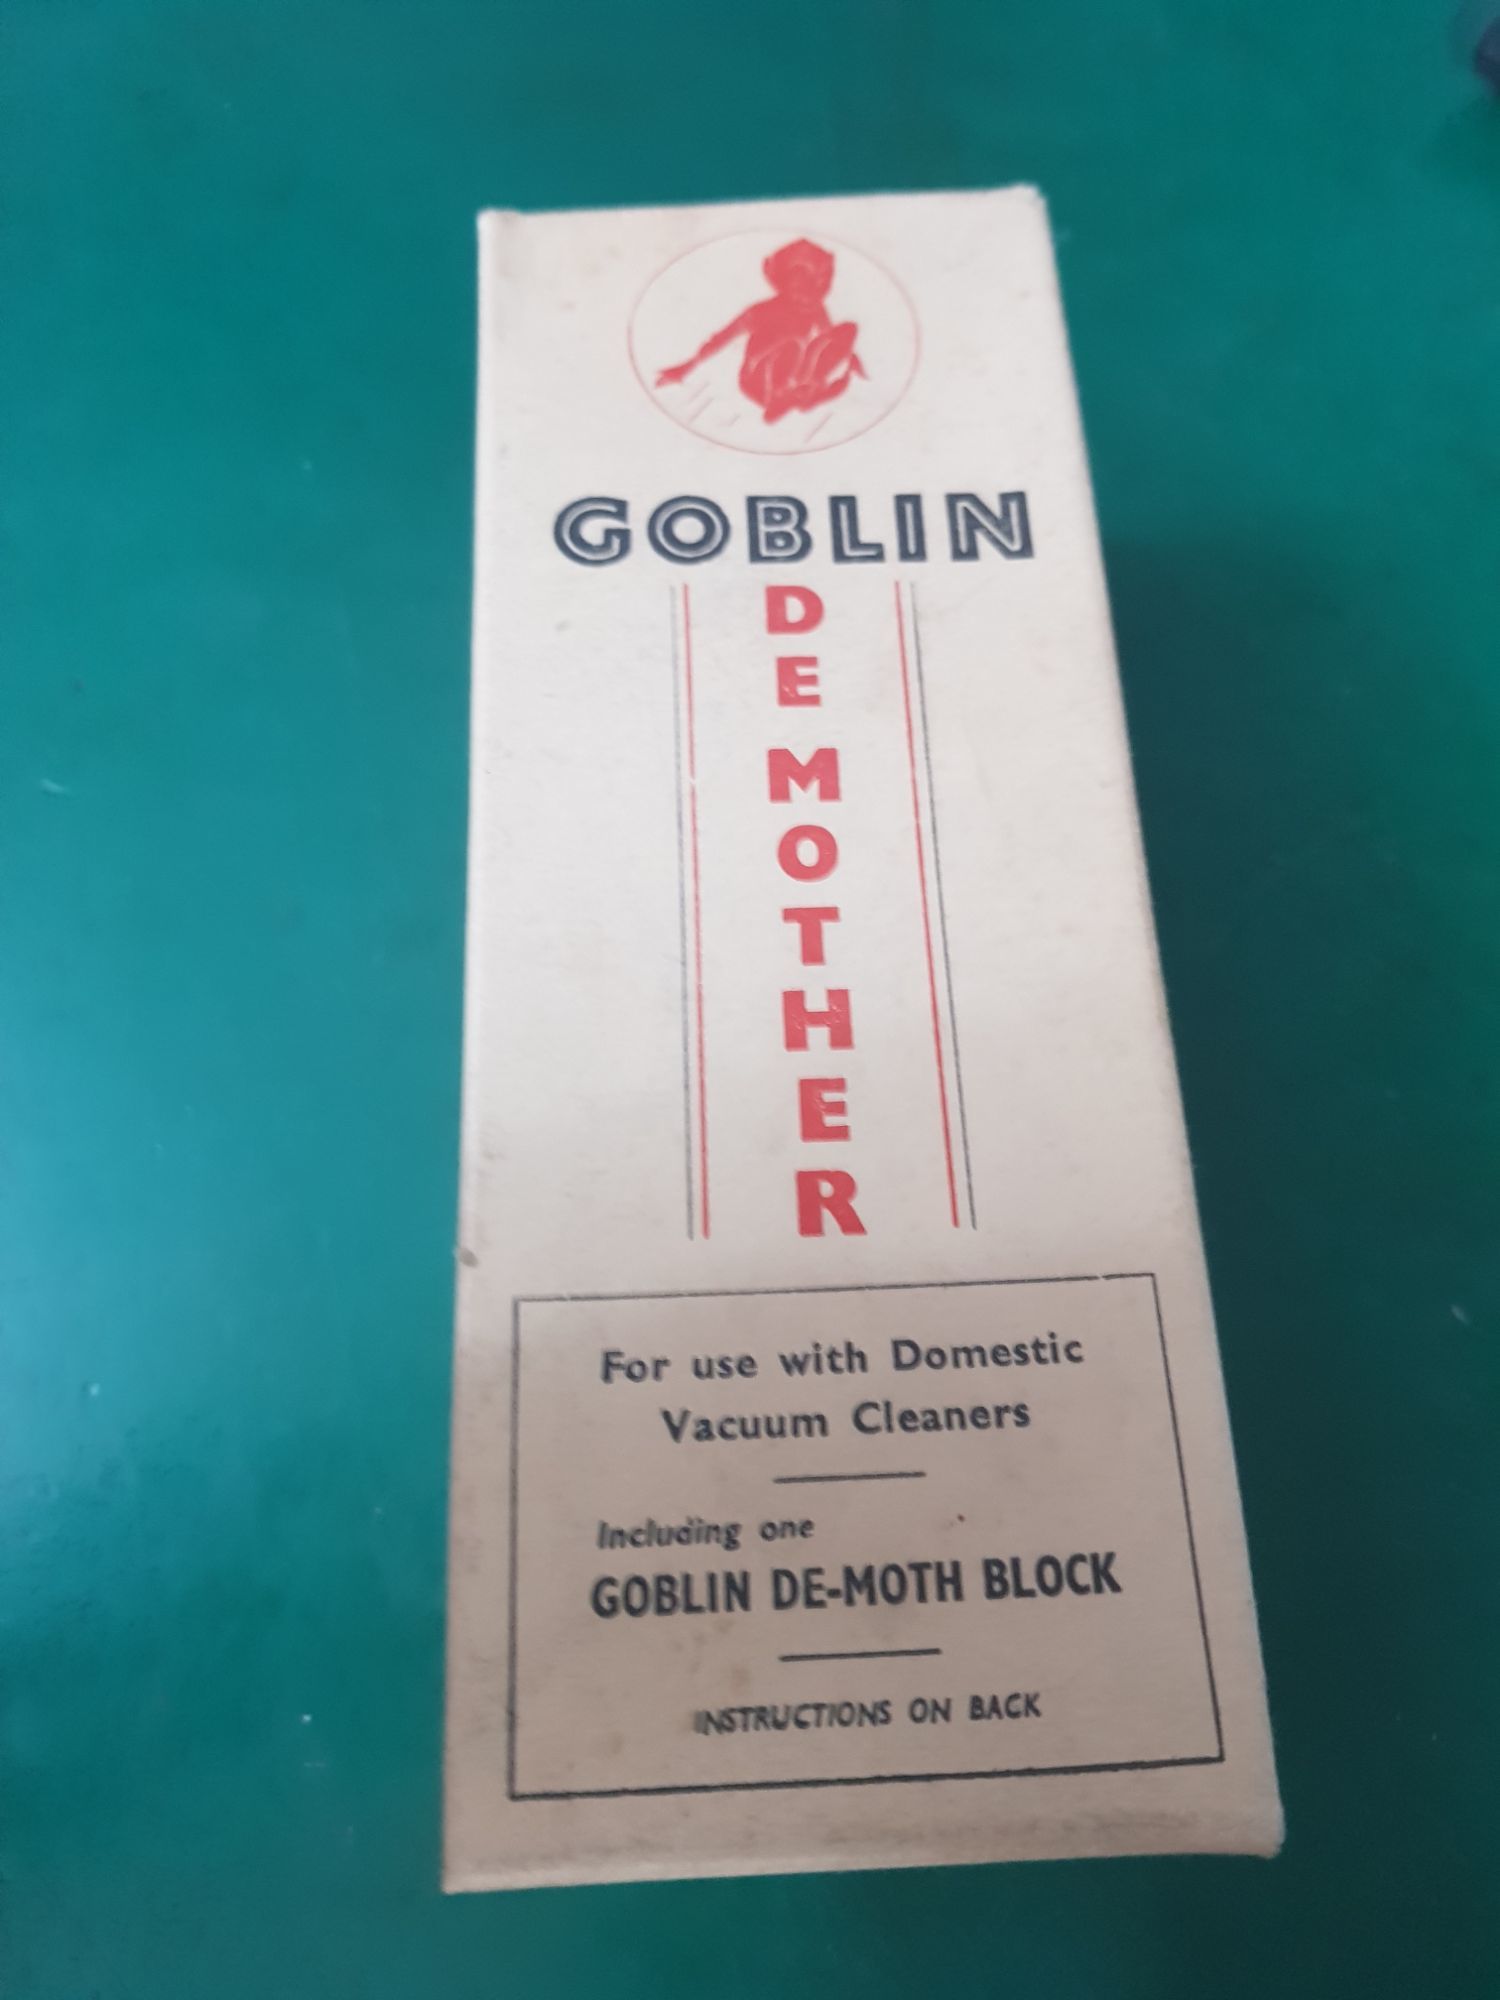 GOBLIN
DE MOTHER
For use with Domestic
Vacuum Cleaners
Including one
GOBLIN DE-MOTH BLOCK
INSTRUCTIONS ON BACK